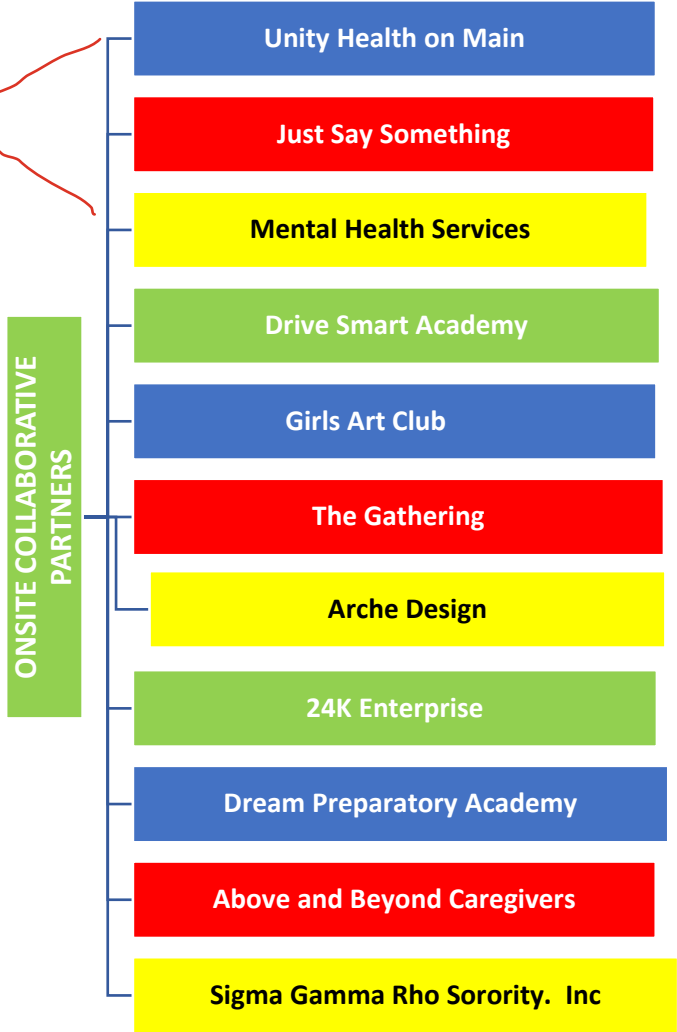 Unity Health on Main
Just Say Something
Mental Health Services
Drive Smart Academy
Girls Art Club
ONSITE COLLABORATIVE
PARTNERS
The Gathering
Arche Design
24K Enterprise
Dream Preparatory Academy
Above and Beyond Caregivers
Sigma Gamma Rho Sorority.  Inc